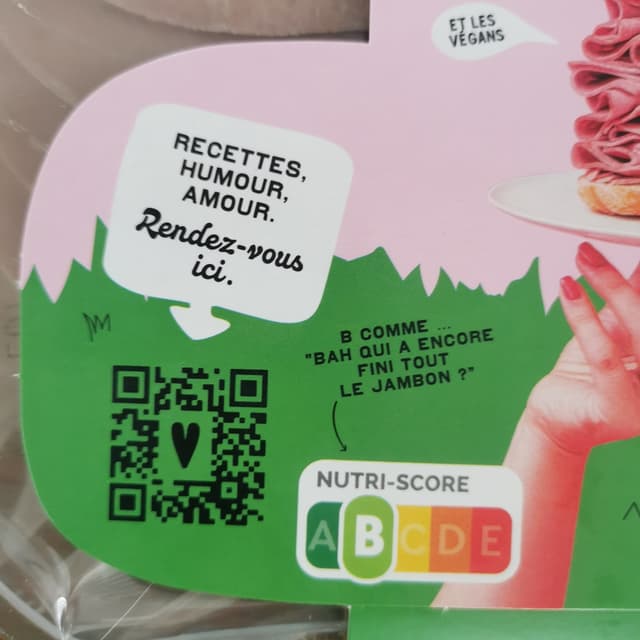 ET LES
VÉGANS
RECETTES,
HUMOUR,
AMOUR.
Rendez-vous
ici.
B COMME ...
"BAH QUI A ENCORE
FINI TOUT
LE JAMBON ?"
NUTRI-SCORE
A B C D E